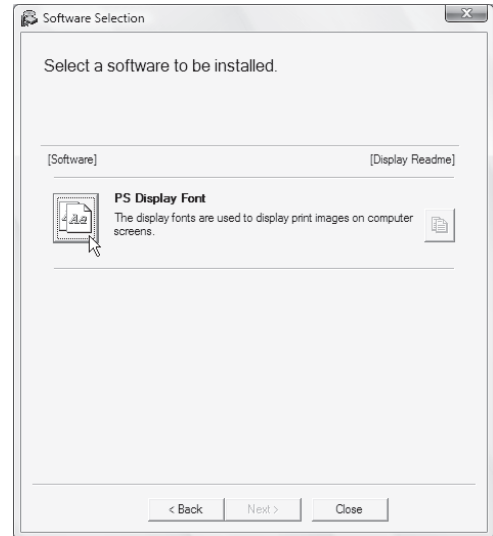 Software Selection
Select a software to be installed.
[Software] [Display Readme]
PS Display Font
The display fonts are used to display print images on computer
screens.
< Back Next > Close